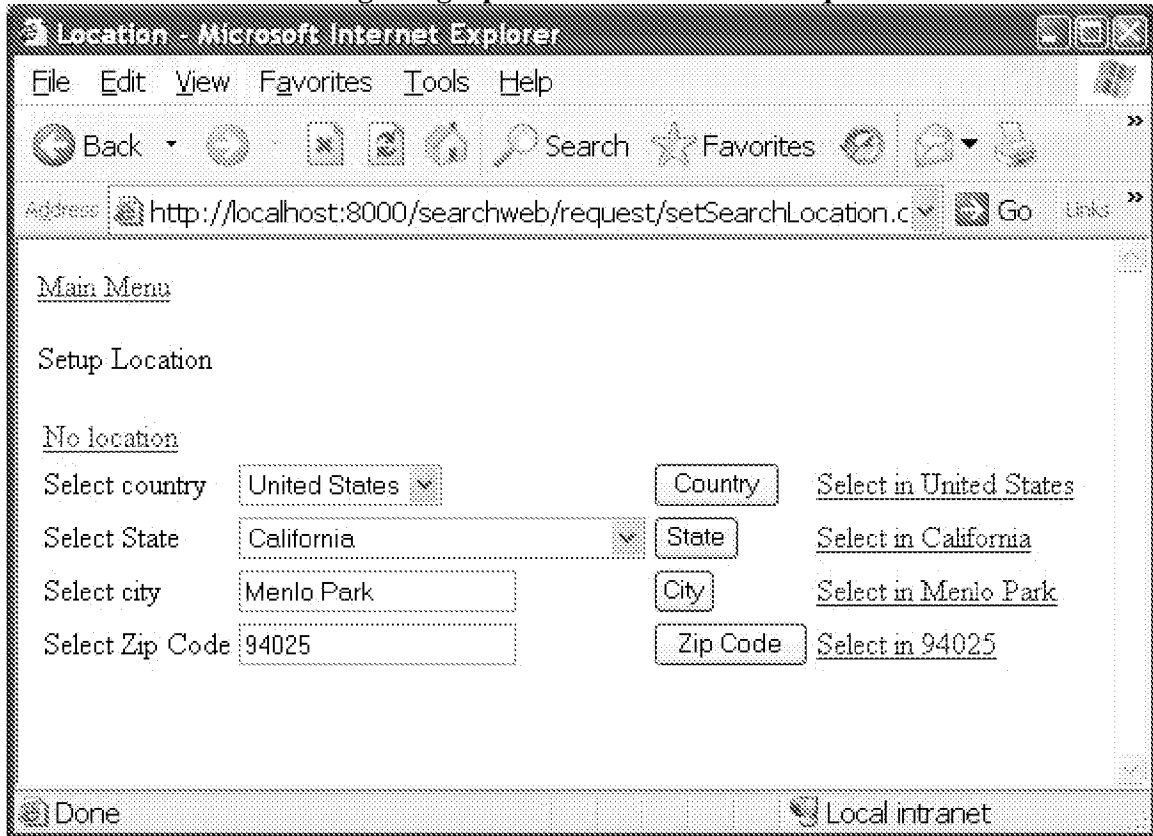 Location - Microsoft Internet Explorer
File Edit View Favorites Tools Help
Back Search Favorites »
Address http://localhost:8000/searchweb/request/setSearchLocation.c Go Links »
Main Menu
Setup Location
No location
Select country United States Country Select in United States
Select State California State Select in California
Select city Menlo Park City Select in Menlo Park
Select Zip Code 94025 Zip Code Select in 94025
Done Local intranet